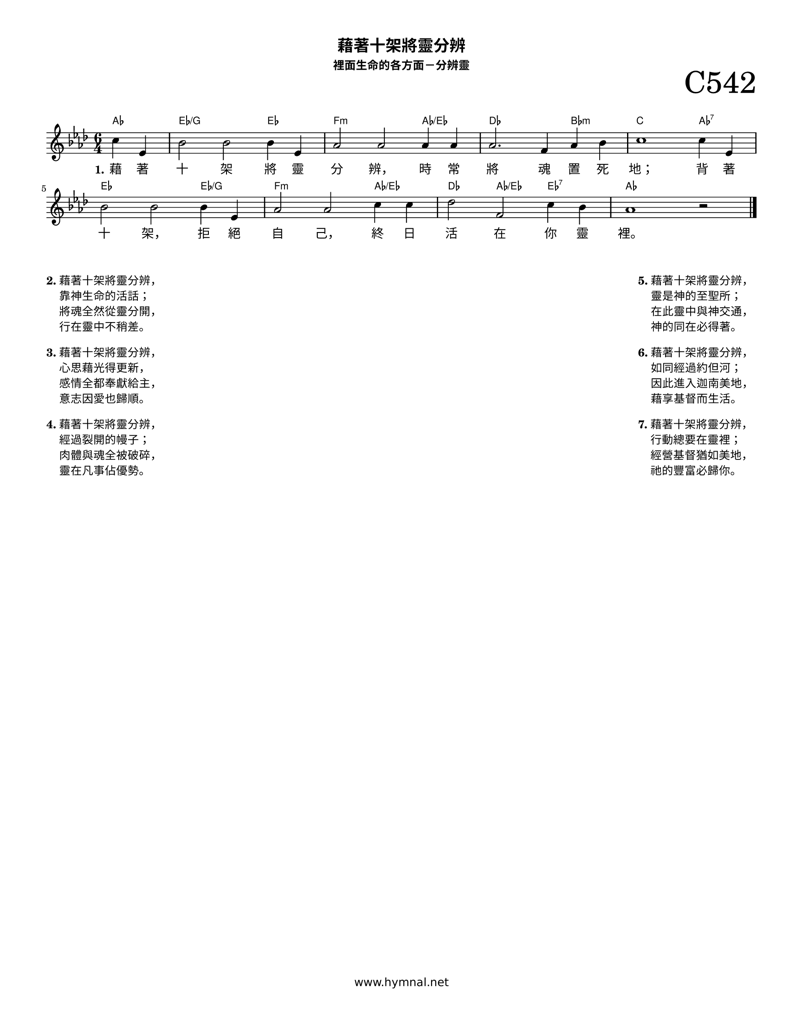 藉著十架將靈分辨
裡面生命的各方面－分辨靈
C542
A♭ E♭/G E♭ Fm A♭/E♭ D♭ B♭m C A♭7
6
4
1. 藉 著 十 架 將 靈 分 辨， 時 常 將 魂 置 死 地； 背 著
5
E♭ E♭/G Fm A♭/E♭ D♭ A♭/E♭ E♭7 A♭
十 架， 拒 絕 自 己， 終 日 活 在 你 靈 裡。
2. 藉著十架將靈分辨，
靠神生命的活話；
將魂全然從靈分開，
行在靈中不稍差。
3. 藉著十架將靈分辨，
心思藉光得更新，
感情全都奉獻給主，
意志因愛也歸順。
4. 藉著十架將靈分辨，
經過裂開的幔子；
肉體與魂全被破碎，
靈在凡事佔優勢。
5. 藉著十架將靈分辨，
靈是神的至聖所；
在此靈中與神交通，
神的同在必得著。
6. 藉著十架將靈分辨，
如同經過約但河；
因此進入迦南美地，
藉享基督而生活。
7. 藉著十架將靈分辨，
行動總要在靈裡；
經營基督猶如美地，
祂的豐富必歸你。
www.hymnal.net